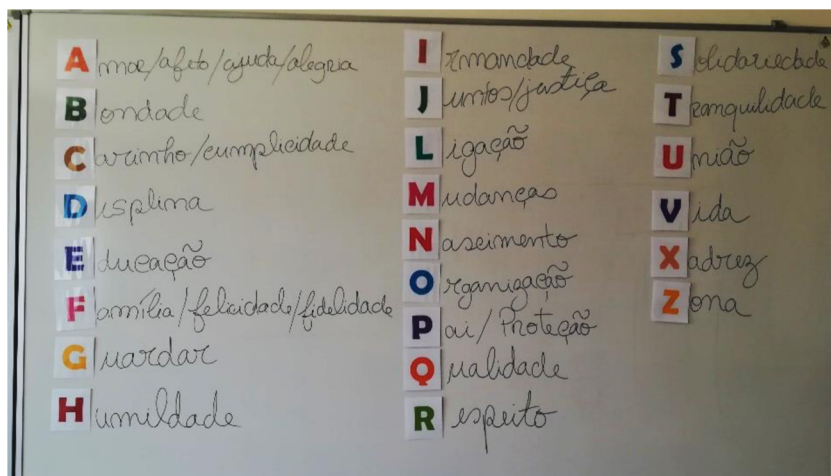 Amor/afeto/ajuda/alegria
Bondade
Carinho/cumplicidade
Displina
Educação
Família/felicidade/fidelidade
Guardar
Humildade
Irmandade
Juntos/justiça
Ligação
Mudanças
Nascimento
Organização
Pai/Proteção
Qualidade
Respeito
Solidariedade
Tranquilidade
União
Vida
Xadrez
Zona